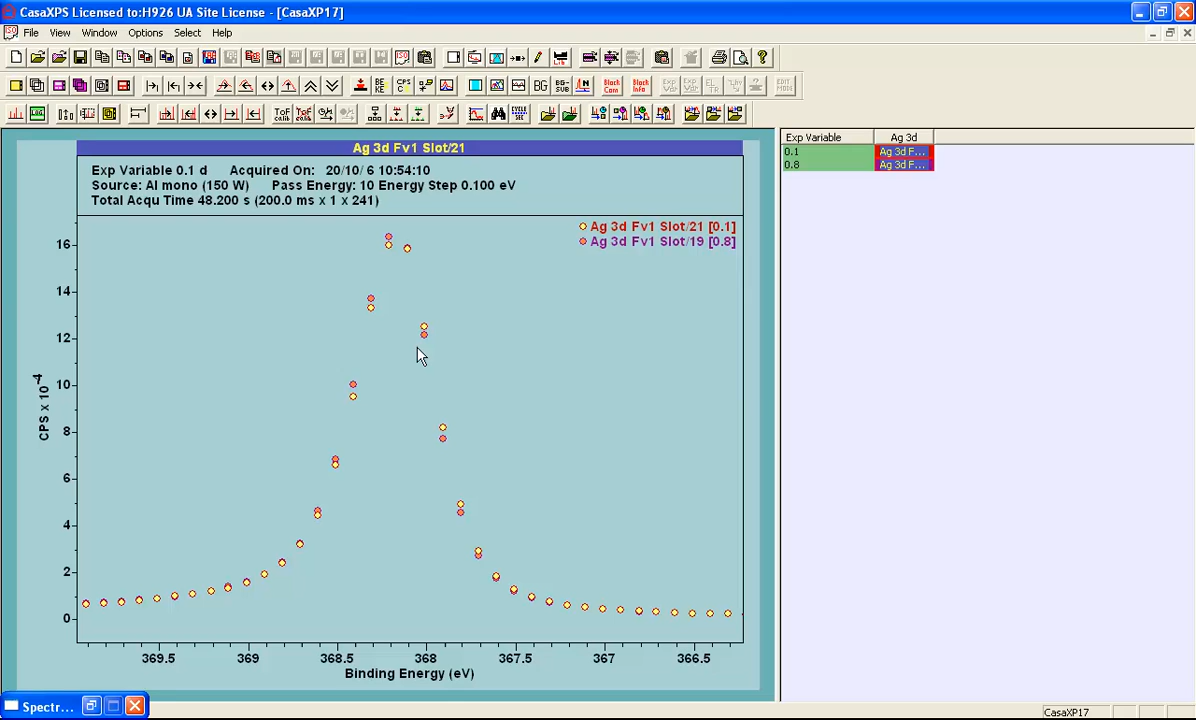 CasaXPS Licensed to:H926 UA Site License - [CasaXP17]
File View Window Options Select Help
Ag 3d Fv1 Slot/21
Exp Variable 0.1 d Acquired On: 20/10/ 6 10:54:10
Source: Al mono (150 W) Pass Energy: 10 Energy Step 0.100 eV
Total Acqu Time 48.200 s (200.0 ms x 1 x 241)
Ag 3d Fv1 Slot/21 [0.1]
Ag 3d Fv1 Slot/19 [0.8]
16
14
12
10
8
6
4
2
0
CPS x 10⁻⁴
369.5 369 368.5 368 367.5 367 366.5
Binding Energy (eV)
Exp Variable Ag 3d
0.1 Ag 3d F...
0.8 Ag 3d F...
Spectr...
CasaXP17